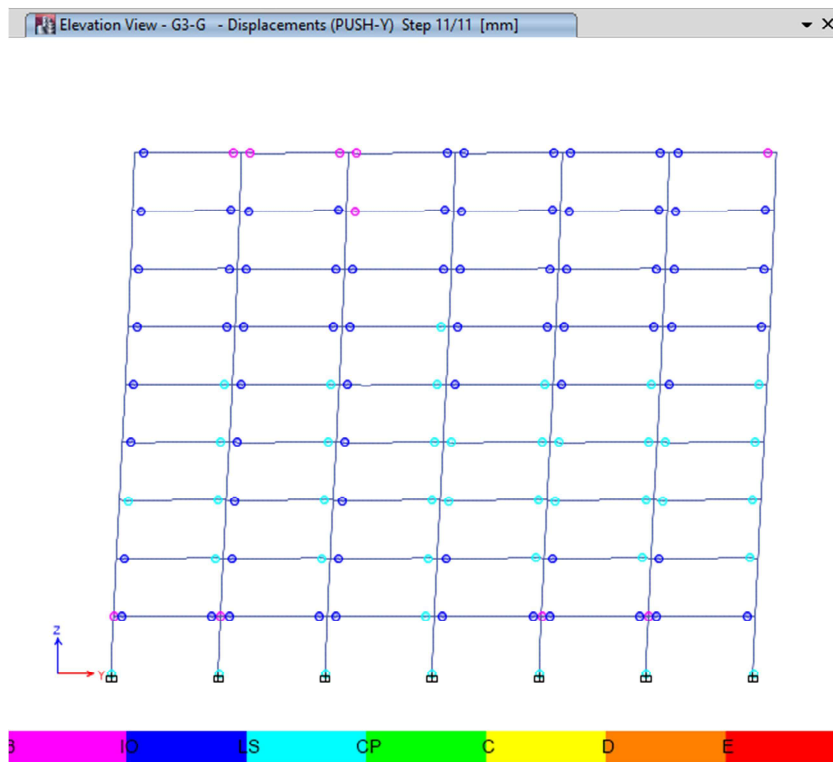 Elevation View - G3-G - Displacements (PUSH-Y) Step 11/11 [mm]
Z
Y
B IO LS CP C D E